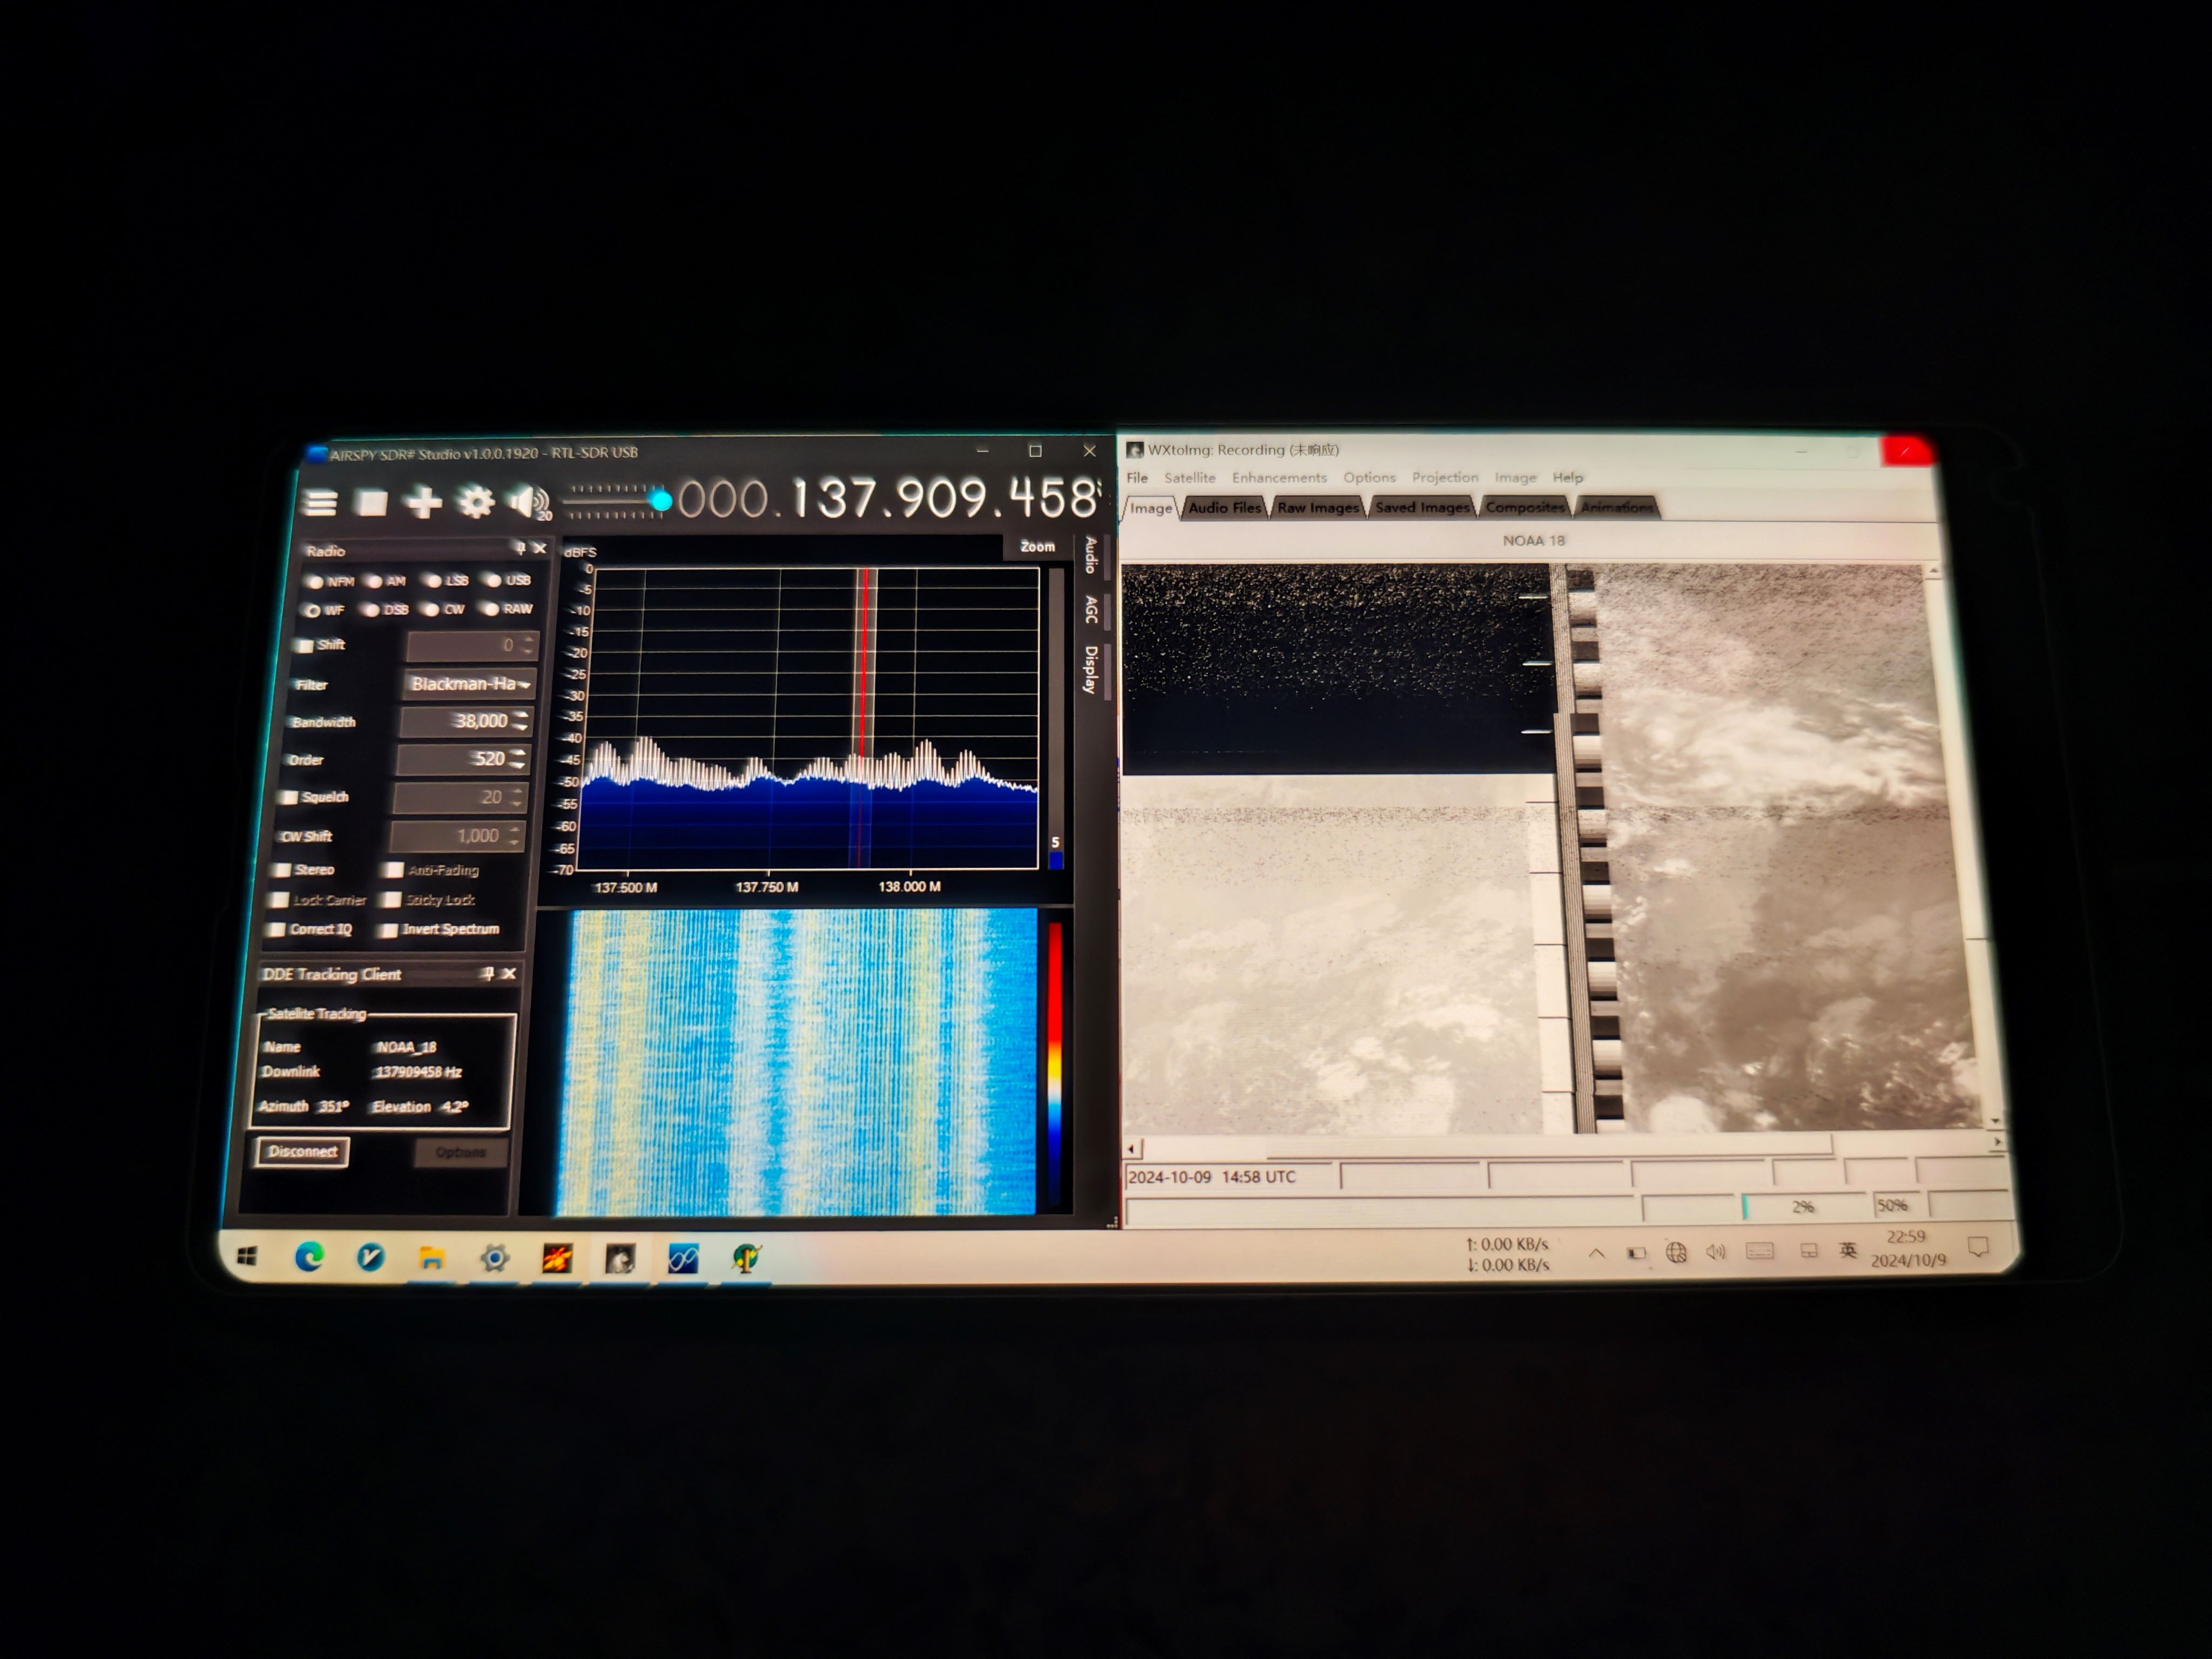 AIRSPY SDR# Studio v1.0.0.1920 - RTL-SDR USB
20
000.137.909.458
Radio
NFM AM LSB USB
WF DSB CW RAW
Shift 0
Filter Blackman-Ha
Bandwidth 38,000
Order 520
Squelch 20
CW Shift 1,000
Stereo Anti-Fading
Lock Carrier Sticky Lock
Correct IQ Invert Spectrum
DDE Tracking Client
Satellite Tracking
Name NOAA_18
Downlink 137909458 Hz
Azimuth 351° Elevation 4.2°
Disconnect Options
dBFS
Zoom
0
-5
-10
-15
-20
-25
-30
-35
-40
-45
-50
-55
-60
-65
-70
137.500 M 137.750 M 138.000 M
5
Audio
AGC
Display
WXtoImg: Recording (未响应)
File Satellite Enhancements Options Projection Image Help
Image Audio Files Raw Images Saved Images Composites Animations
NOAA 18
2024-10-09 14:58 UTC
2% 50%
↑: 0.00 KB/s
↓: 0.00 KB/s
英
22:59
2024/10/9